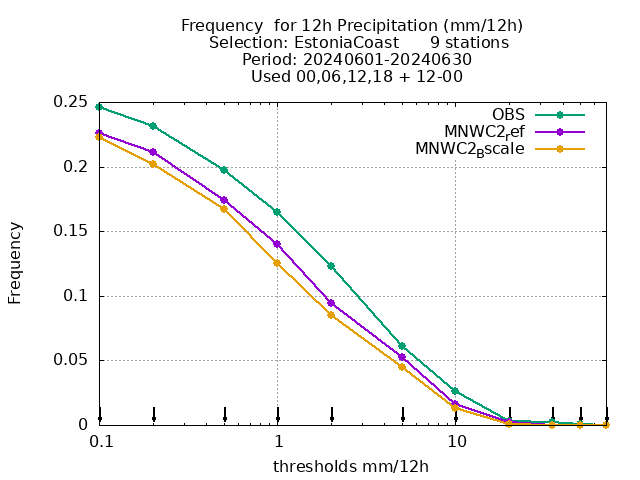 Frequency  for 12h Precipitation (mm/12h)
Selection: EstoniaCoast      9 stations
Period: 20240601-20240630
Used 00,06,12,18 + 12-00
OBS
MNWC2ref
MNWC2Bscale
0.25
0.2
0.15
0.1
0.05
0
Frequency
0.1 1 10
thresholds mm/12h